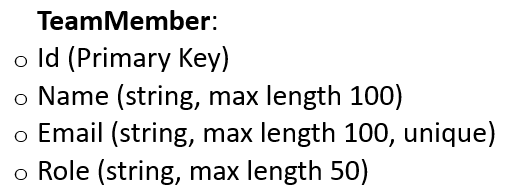 TeamMember:
o Id (Primary Key)
o Name (string, max length 100)
o Email (string, max length 100, unique)
o Role (string, max length 50)